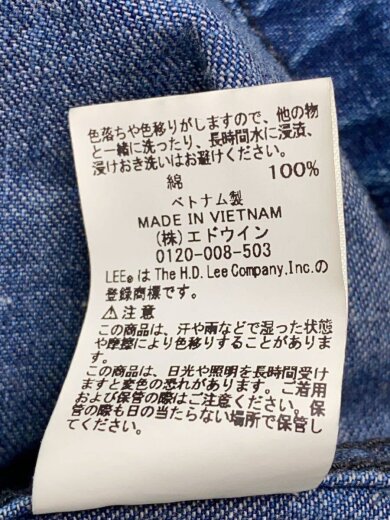 色落ちや色移りがしますので、他の物
と一緒に洗ったり、長時間水に浸漬、
浸けおき洗いはお避けください。
綿 100%
ベトナム製
MADE IN VIETNAM
(株)エドウイン
0120-008-503
LEE®は The H.D. Lee Company, Inc.の
登録商標です。
⚠注意
この商品は、汗や雨などで湿った状態
や摩擦により色移りすることがありま
す。
この商品は、日光や照明を長時間受け
ますと変色の恐れがあります。ご着用
および保管の際はご注意ください。保
管の際も日の当たらない場所で保管し
てください。